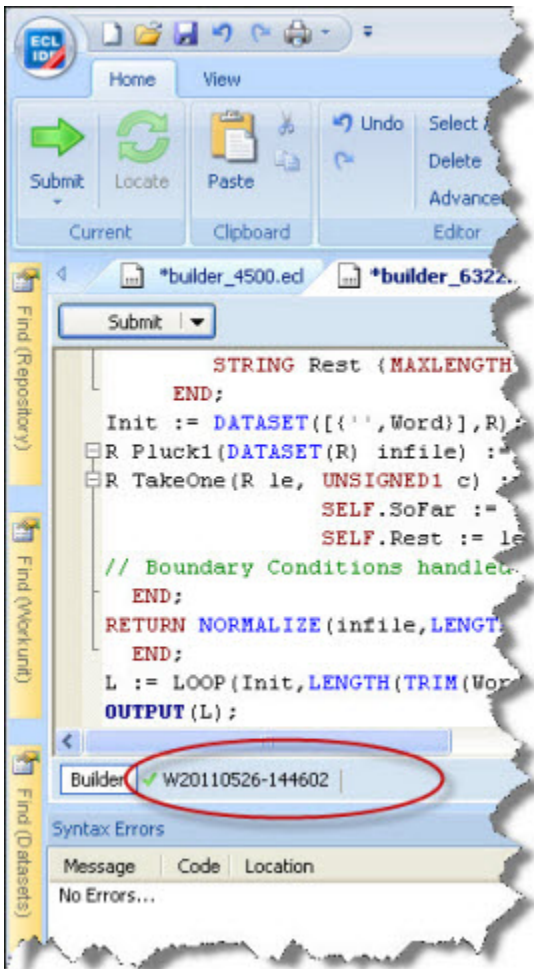 ECL
IDE
Home View
Submit Locate Paste Undo Select
Delete
Advanced
Current Clipboard Editor
*builder_4500.ecl *builder_6322
Find (Repository)
Submit
STRING Rest {MAXLENGTH
END;
Init := DATASET([{'',Word}],R);
R Pluck1(DATASET(R) infile) :=
R TakeOne(R le, UNSIGNED1 c) :=
SELF.SoFar :=
SELF.Rest := le
// Boundary Conditions handled
END;
RETURN NORMALIZE(infile,LENGT
END;
L := LOOP(Init,LENGTH(TRIM(Wor
OUTPUT(L);
Find (Workunit)
Builder W20110526-144602
Find (Datasets)
Syntax Errors
Message Code Location
No Errors...